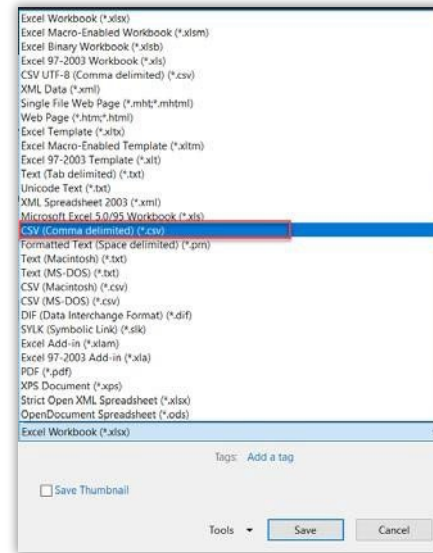 Excel Workbook (*.xlsx)
Excel Macro-Enabled Workbook (*.xlsm)
Excel Binary Workbook (*.xlsb)
Excel 97-2003 Workbook (*.xls)
CSV UTF-8 (Comma delimited) (*.csv)
XML Data (*.xml)
Single File Web Page (*.mht;*.mhtml)
Web Page (*.htm;*.html)
Excel Template (*.xltx)
Excel Macro-Enabled Template (*.xltm)
Excel 97-2003 Template (*.xlt)
Text (Tab delimited) (*.txt)
Unicode Text (*.txt)
XML Spreadsheet 2003 (*.xml)
Microsoft Excel 5.0/95 Workbook (*.xls)
CSV (Comma delimited) (*.csv)
Formatted Text (Space delimited) (*.prn)
Text (Macintosh) (*.txt)
Text (MS-DOS) (*.txt)
CSV (Macintosh) (*.csv)
CSV (MS-DOS) (*.csv)
DIF (Data Interchange Format) (*.dif)
SYLK (Symbolic Link) (*.slk)
Excel Add-in (*.xlam)
Excel 97-2003 Add-in (*.xla)
PDF (*.pdf)
XPS Document (*.xps)
Strict Open XML Spreadsheet (*.xlsx)
OpenDocument Spreadsheet (*.ods)
Excel Workbook (*.xlsx)
Tags: Add a tag
Save Thumbnail
Tools Save Cancel